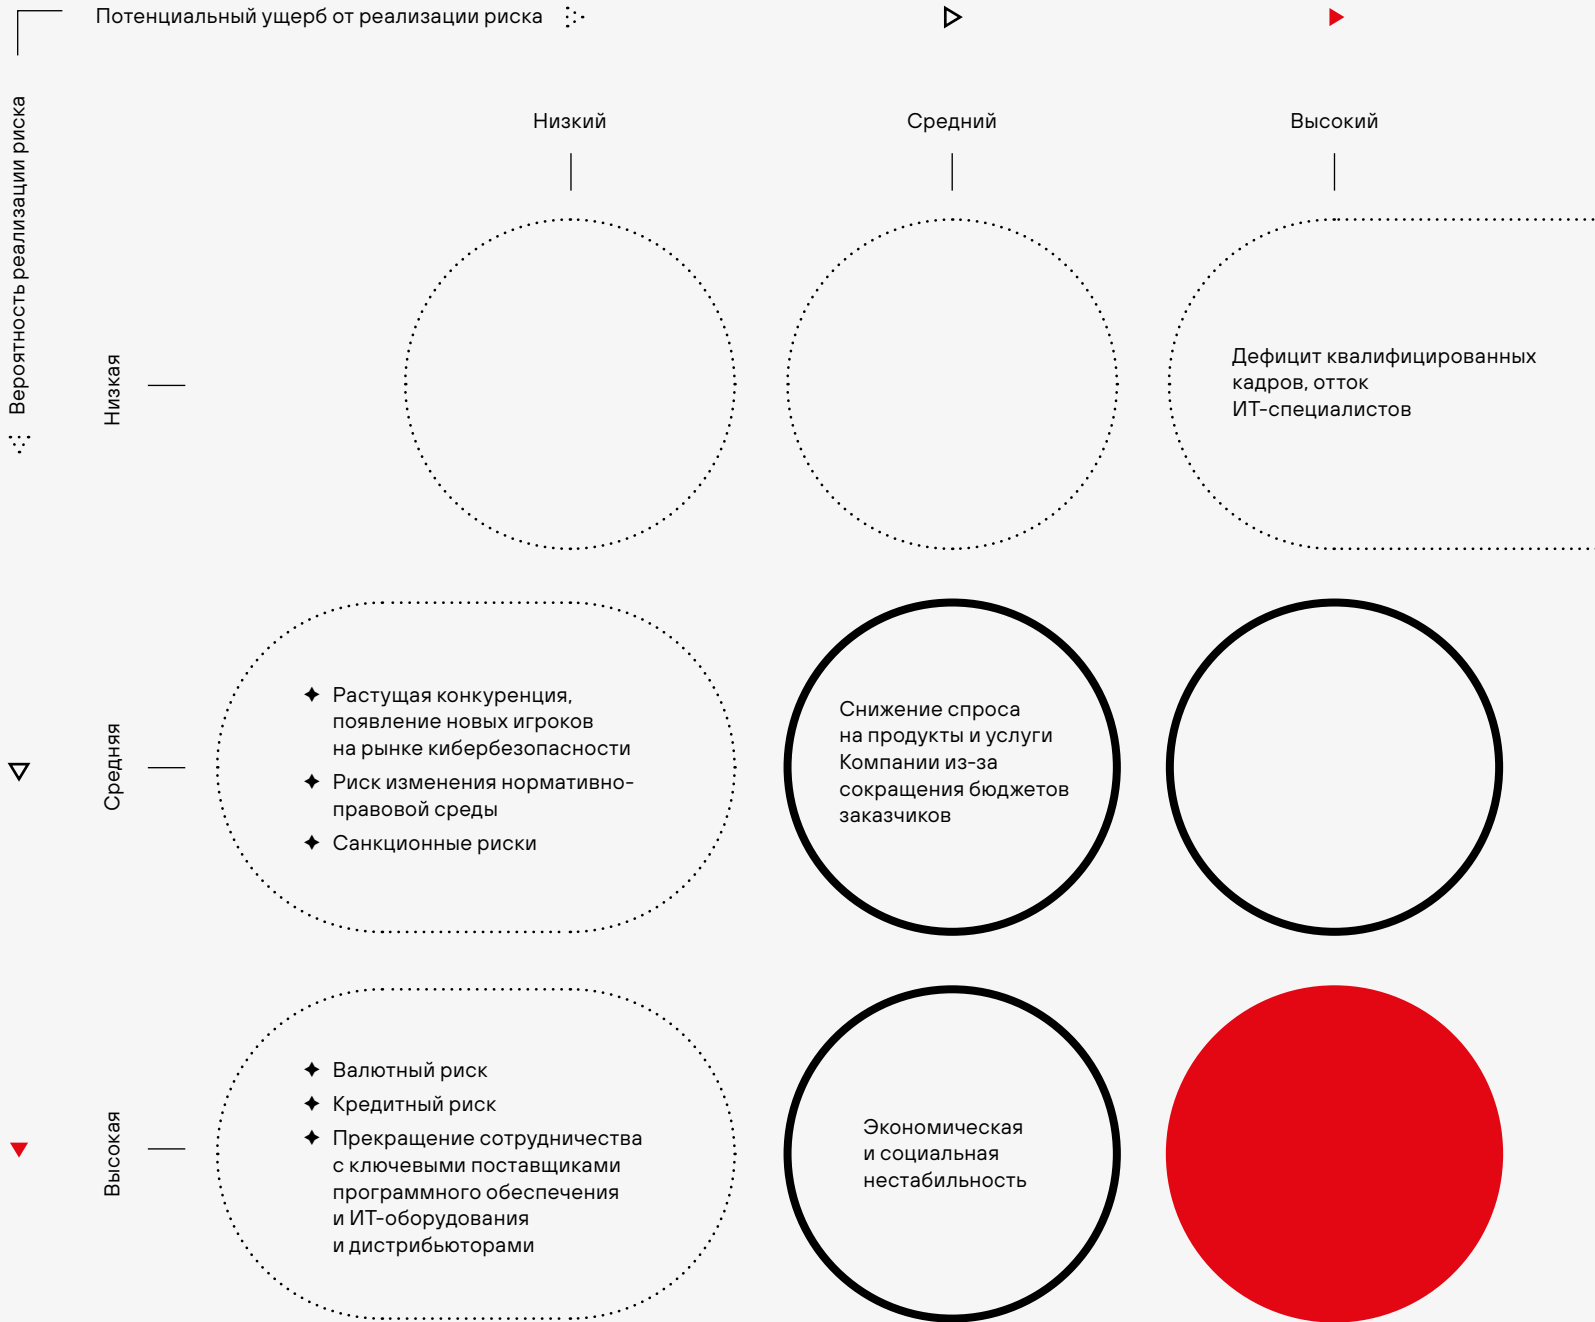 Потенциальный ущерб от реализации риска
Вероятность реализации риска
Низкий
Средний
Высокий
Низкая
Дефицит квалифицированных
кадров, отток
ИТ-специалистов
Средняя
Растущая конкуренция,
появление новых игроков
на рынке кибербезопасности
Риск изменения нормативно-
правовой среды
Санкционные риски
Снижение спроса
на продукты и услуги
Компании из-за
сокращения бюджетов
заказчиков
Высокая
Валютный риск
Кредитный риск
Прекращение сотрудничества
с ключевыми поставщиками
программного обеспечения
и ИТ-оборудования
и дистрибьюторами
Экономическая
и социальная
нестабильность